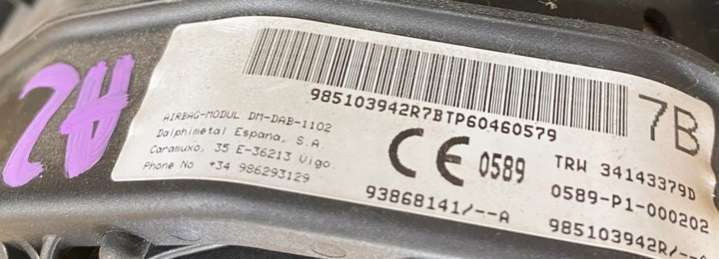 985103942R7BTP60460579
7B
AIRBAG-MODUL DM-DAB-1102
Dalphimetal Espana, S.A.
Caramuxo, 35 E-36213 Vigo
Phone No +34 986293129
CE 0589
TRW 34143379D
0589-P1-000202
93868141/--A
985103942R/--
2A